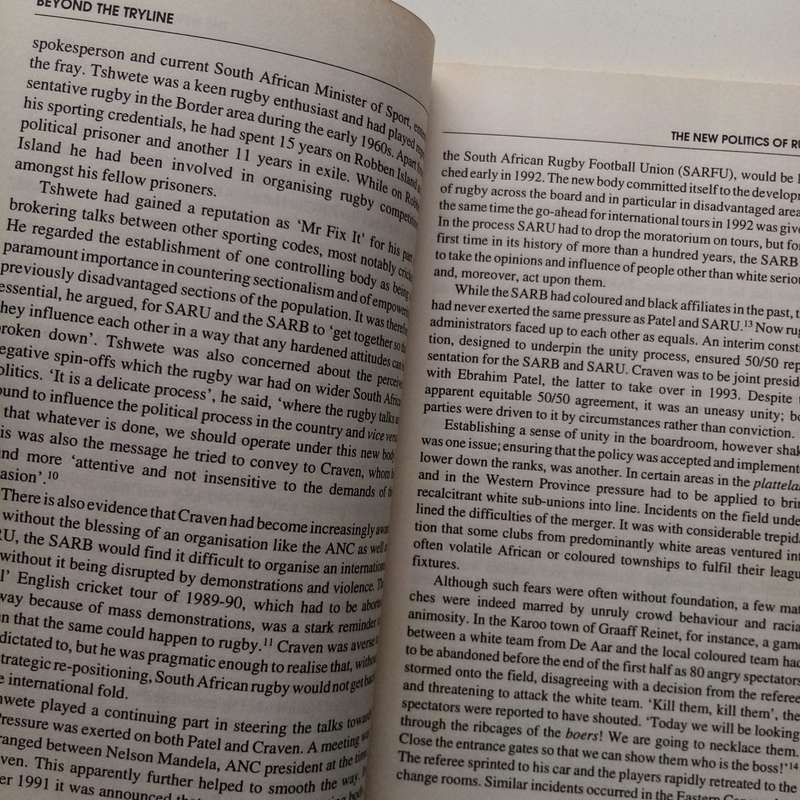 BEYOND THE TRYLINE
spokesperson and current South African Minister of Sport,
the fray. Tshwete was a keen rugby enthusiast and had played
sentative rugby in the Border area during the early 1960s. Apart
his sporting credentials, he had spent 15 years on Robben Island
political prisoner and another 11 years in exile. While on
Island he had been involved in organising rugby
amongst his fellow prisoners.
Tshwete had gained a reputation as 'Mr Fix It' for his part
brokering talks between other sporting codes, most notably
He regarded the establishment of one controlling body as being
paramount importance in countering sectionalism and of
previously disadvantaged sections of the population. It was
essential, he argued, for SARU and the SARB to 'get together so
they influence each other in a way that any hardened attitudes can
broken down'. Tshwete was also concerned about the
egative spin-offs which the rugby war had on wider South
olitics. 'It is a delicate process', he said, 'where the rugby talks
ound to influence the political process in the country and vice
that whatever is done, we should operate under this new body
is was also the message he tried to convey to Craven, whom
nd more 'attentive and not insensitive to the demands of
asion'.10
There is also evidence that Craven had become increasingly
without the blessing of an organisation like the ANC as well
RU, the SARB would find it difficult to organise an
without it being disrupted by demonstrations and violence.
l' English cricket tour of 1989-90, which had to be
way because of mass demonstrations, was a stark reminder
n that the same could happen to rugby.11 Craven was averse
dictated to, but he was pragmatic enough to realise that,
strategic re-positioning, South African rugby would not get back
e international fold.
hwete played a continuing part in steering the talks
Pressure was exerted on both Patel and Craven. A meeting
ranged between Nelson Mandela, ANC president at the
ven. This apparently further helped to smooth the way.
er 1991 it was announced
THE NEW POLITICS OF RU
the South African Rugby Football Union (SARFU), would be
ched early in 1992. The new body committed itself to the
of rugby across the board and in particular in disadvantaged
the same time the go-ahead for international tours in 1992 was
In the process SARU had to drop the moratorium on tours, but
first time in its history of more than a hundred years, the SARB
to take the opinions and influence of people other than white
and, moreover, act upon them.
While the SARB had coloured and black affiliates in the past,
had never exerted the same pressure as Patel and SARU.13 Now
administrators faced up to each other as equals. An interim
tion, designed to underpin the unity process, ensured 50/50
sentation for the SARB and SARU. Craven was to be joint
with Ebrahim Patel, the latter to take over in 1993. Despite
apparent equitable 50/50 agreement, it was an uneasy unity;
parties were driven to it by circumstances rather than conviction.
Establishing a sense of unity in the boardroom, however
was one issue; ensuring that the policy was accepted and
lower down the ranks, was another. In certain areas in the
and in the Western Province pressure had to be applied to
recalcitrant white sub-unions into line. Incidents on the field
lined the difficulties of the merger. It was with considerable
tion that some clubs from predominantly white areas ventured
often volatile African or coloured townships to fulfil their
fixtures.
Although such fears were often without foundation, a few
ches were indeed marred by unruly crowd behaviour and
animosity. In the Karoo town of Graaff Reinet, for instance, a game
between a white team from De Aar and the local coloured team had
to be abandoned before the end of the first half as 80 angry spectators
stormed onto the field, disagreeing with a decision from the referee
and threatening to attack the white team. 'Kill them, kill them', the
spectators were reported to have shouted. 'Today we will be looking
through the ribcages of the boers! We are going to necklace them.
Close the entrance gates so that we can show them who is the boss!'14
The referee sprinted to his car and the players rapidly retreated to the
change rooms. Similar incidents occurred in the Eastern